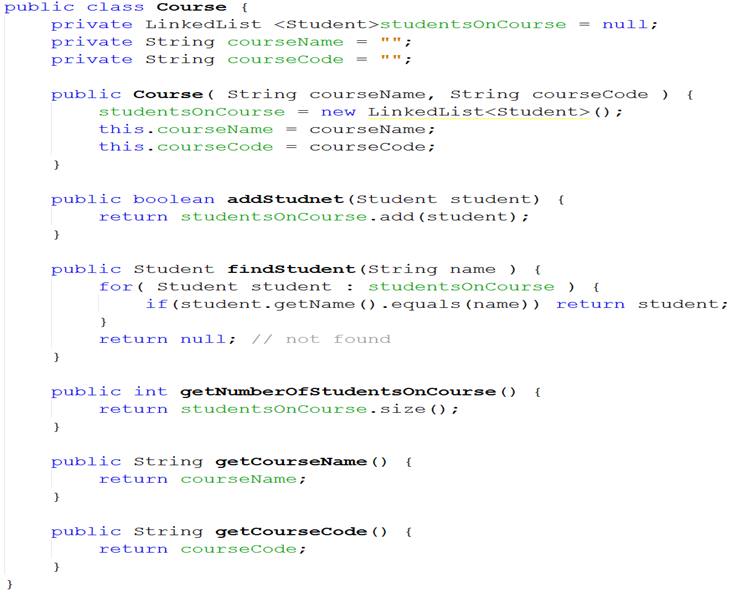 public class Course {
private LinkedList <Student>studentsOnCourse = null;
private String courseName = "";
private String courseCode = "";
public Course( String courseName, String courseCode ) {
studentsOnCourse = new LinkedList<Student>();
this.courseName = courseName;
this.courseCode = courseCode;
}
public boolean addStudnet(Student student) {
return studentsOnCourse.add(student);
}
public Student findStudent(String name ) {
for( Student student : studentsOnCourse ) {
if(student.getName().equals(name)) return student;
}
return null; // not found
}
public int getNumberOfStudentsOnCourse() {
return studentsOnCourse.size();
}
public String getCourseName() {
return courseName;
}
public String getCourseCode() {
return courseCode;
}
}